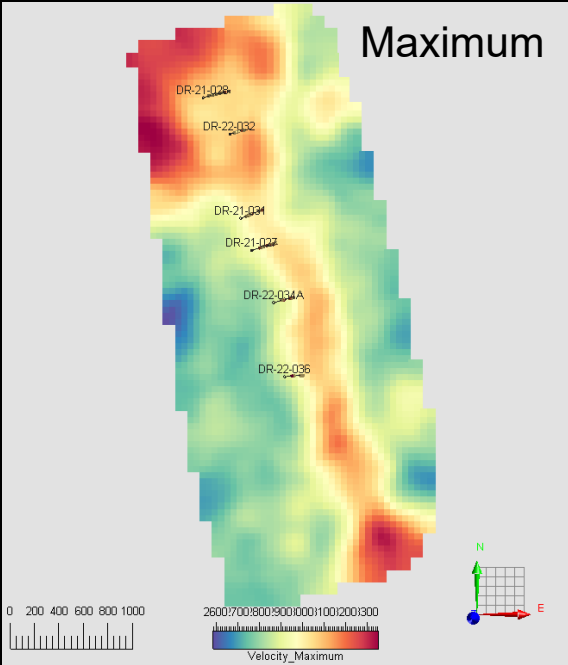 Maximum
DR-21-028
DR-22-032
DR-21-031
DR-21-027
DR-22-034A
DR-22-036
N
E
Z
0 200 400 600 800 1000
Velocity_Maximum